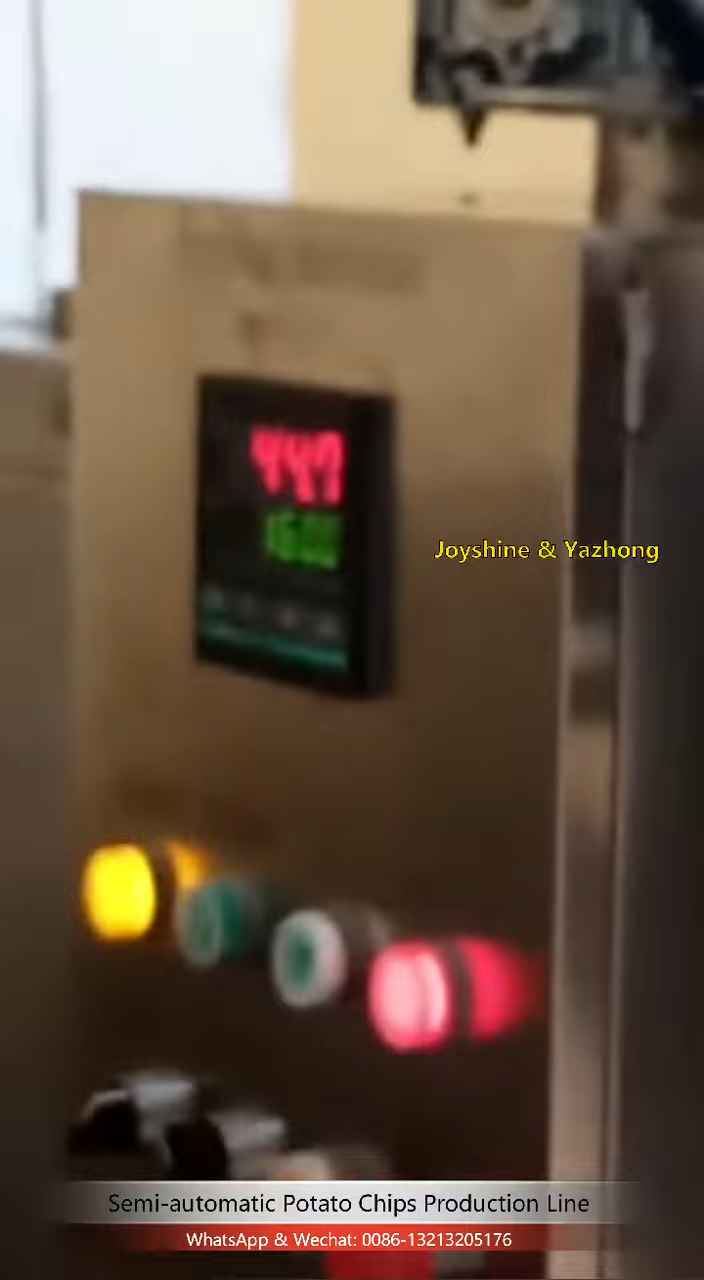 Joyshine & Yazhong
Semi-automatic Potato Chips Production Line
WhatsApp & Wechat: 0086-13213205176